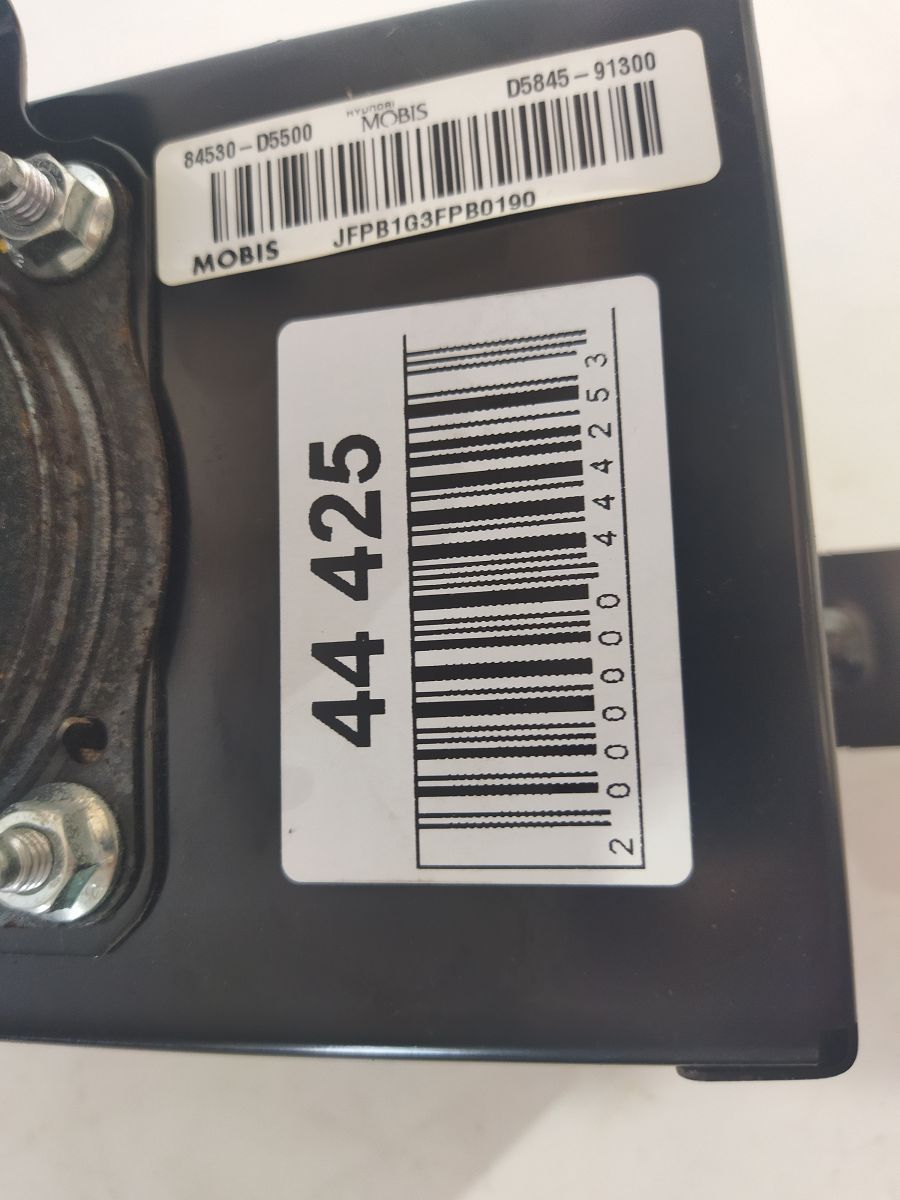 84530-D5500
HYUNDAI
MOBIS
D5845-91300
MOBIS
JFPB1G3FPB0190
44 425
2000000444253